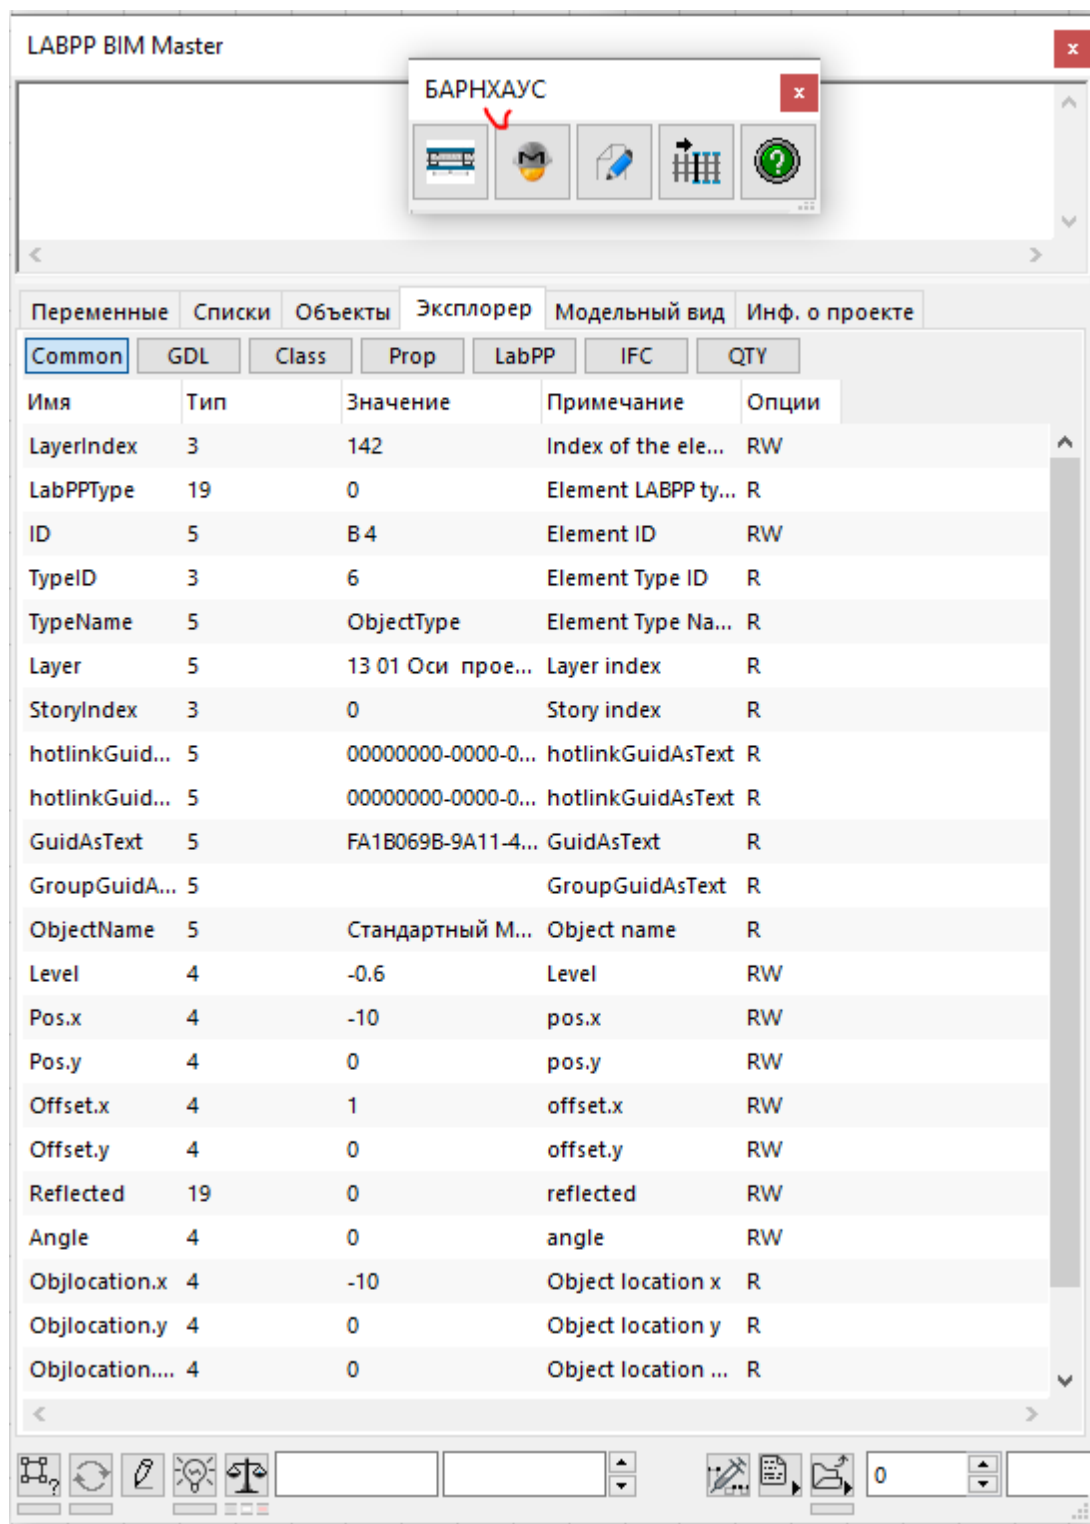 LABPP BIM Master
БАРНХАУС
Переменные Списки Объекты Эксплорер Модельный вид Инф. о проекте
Common GDL Class Prop LabPP IFC QTY
Имя Тип Значение Примечание Опции
LayerIndex 3 142 Index of the ele... RW
LabPPType 19 0 Element LABPP ty... R
ID 5 B 4 Element ID RW
TypeID 3 6 Element Type ID R
TypeName 5 ObjectType Element Type Na... R
Layer 5 13 01 Оси прое... Layer index R
StoryIndex 3 0 Story index R
hotlinkGuid... 5 00000000-0000-0... hotlinkGuidAsText R
hotlinkGuid... 5 00000000-0000-0... hotlinkGuidAsText R
GuidAsText 5 FA1B069B-9A11-4... GuidAsText R
GroupGuidA... 5 GroupGuidAsText R
ObjectName 5 Стандартный М... Object name R
Level 4 -0.6 Level RW
Pos.x 4 -10 pos.x RW
Pos.y 4 0 pos.y RW
Offset.x 4 1 offset.x RW
Offset.y 4 0 offset.y RW
Reflected 19 0 reflected RW
Angle 4 0 angle RW
Objlocation.x 4 -10 Object location x R
Objlocation.y 4 0 Object location y R
Objlocation.... 4 0 Object location ... R
0